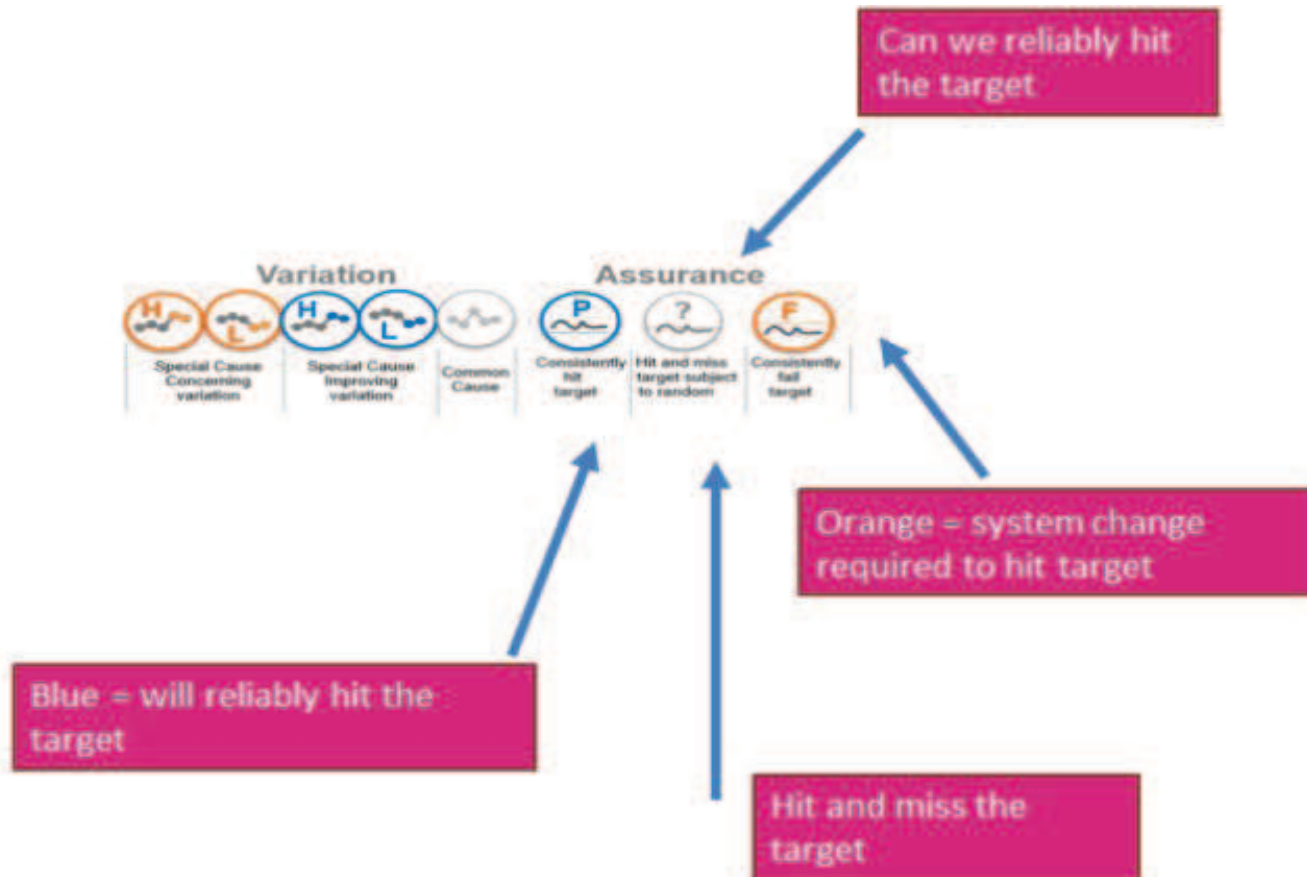 Can we reliably hit
the target
Variation
Assurance
H
L
H
L
P
?
F
Special Cause
Concerning
variation
Special Cause
Improving
variation
Common
Cause
Consistently
hit
target
Hit and miss
target subject
to random
Consistently
fail
target
Orange = system change
required to hit target
Blue = will reliably hit the
target
Hit and miss the
target